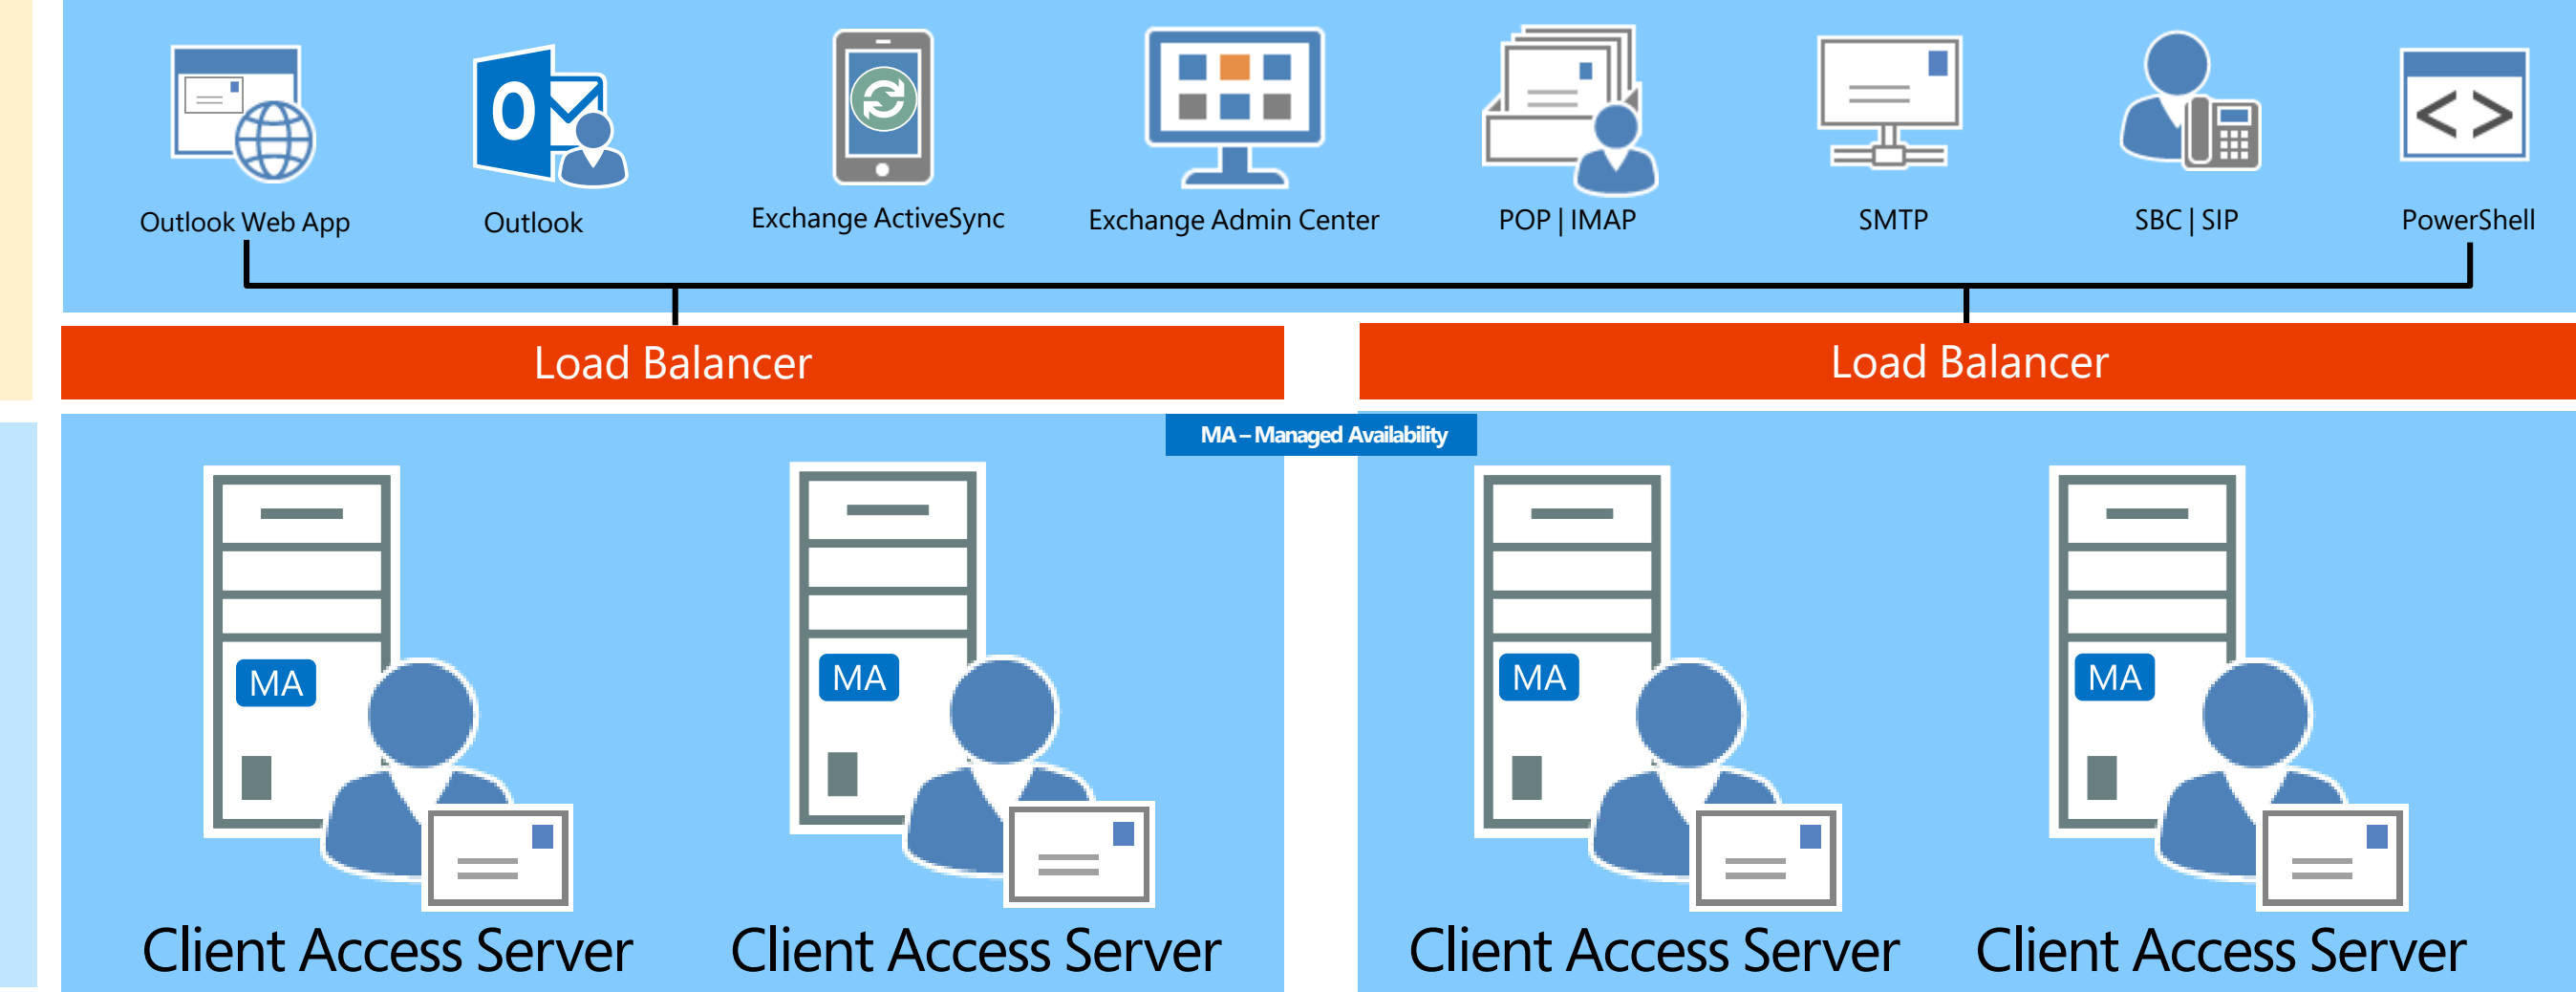 Outlook Web App
Outlook
Exchange ActiveSync
Exchange Admin Center
POP | IMAP
SMTP
SBC | SIP
PowerShell
Load Balancer
Load Balancer
MA – Managed Availability
MA
MA
MA
MA
Client Access Server
Client Access Server
Client Access Server
Client Access Server